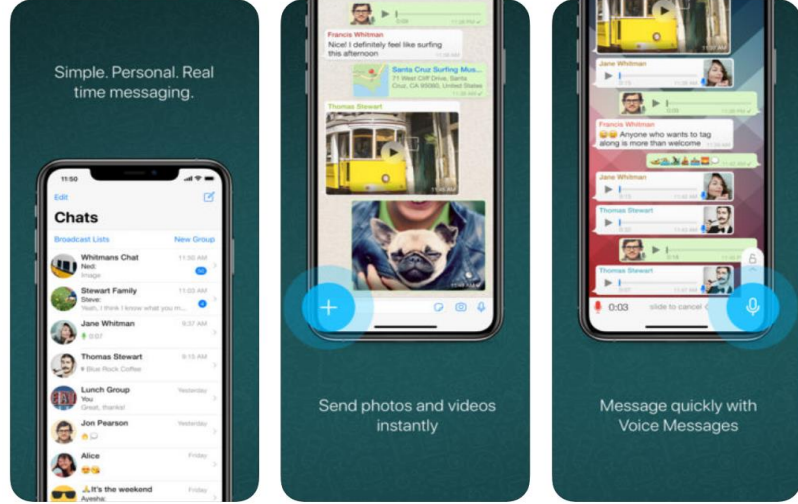 Simple. Personal. Real
time messaging.
11:50
Edit
Chats
Broadcast Lists New Group
Whitmans Chat 11:50 AM
Ned:
Image
Stewart Family 11:03 AM
Steve:
Yeah, I think I know what you m...
4
Jane Whitman 9:37 AM
0:07
Thomas Stewart 9:15 AM
Blue Rock Coffee
Lunch Group Yesterday
You
Great, thanks!
Jon Pearson Yesterday
Alice Friday
It's the weekend Friday
Ayesha:
Francis Whitman
Nice! I definitely feel like surfing
this afternoon
Santa Cruz Surfing Mus...
71 West Cliff Drive, Santa
Cruz, CA 95060, United States
Thomas Stewart
Send photos and videos
instantly
Jane Whitman
Francis Whitman
Anyone who wants to tag
along is more than welcome
Jane Whitman
Thomas Stewart
Thomas Stewart
0:03 slide to cancel
Message quickly with
Voice Messages